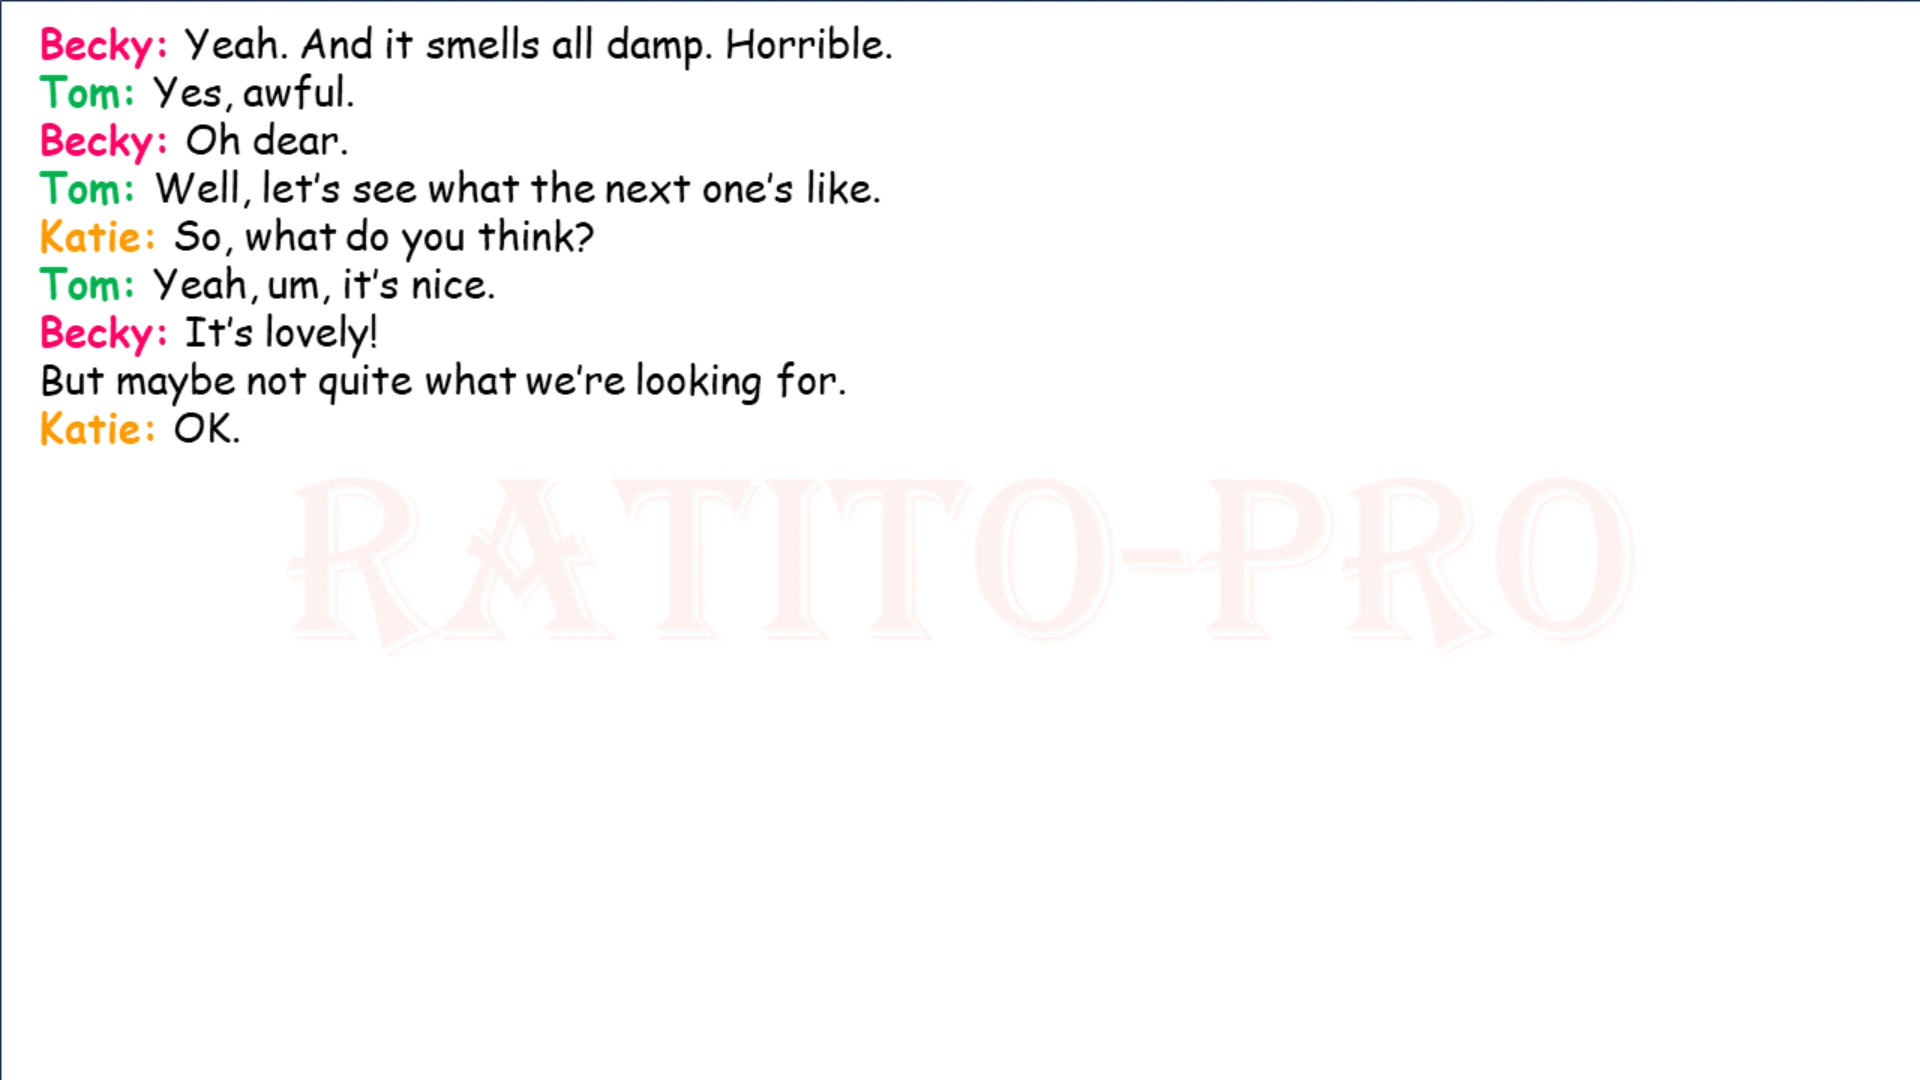 Becky: Yeah. And it smells all damp. Horrible.
Tom: Yes, awful.
Becky: Oh dear.
Tom: Well, let's see what the next one's like.
Katie: So, what do you think?
Tom: Yeah, um, it's nice.
Becky: It's lovely!
But maybe not quite what we're looking for.
Katie: OK.
RATITO-PRO